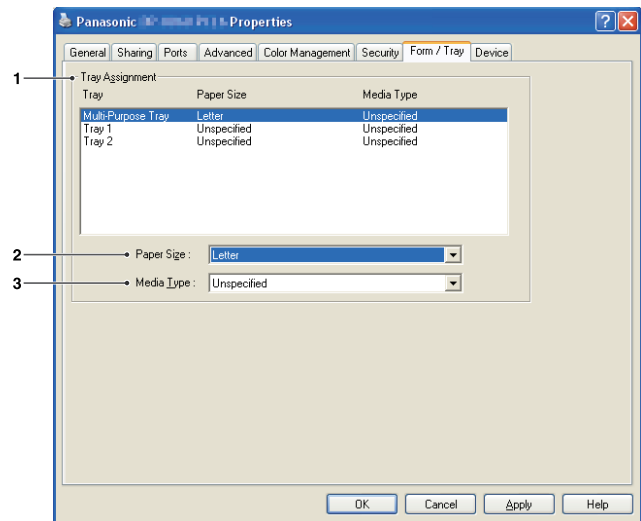 Panasonic Properties
General Sharing Ports Advanced Color Management Security Form / Tray Device
1 Tray Assignment
Tray Paper Size Media Type
Multi-Purpose Tray Letter Unspecified
Tray 1 Unspecified Unspecified
Tray 2 Unspecified Unspecified
2 Paper Size : Letter
3 Media Type : Unspecified
OK Cancel Apply Help